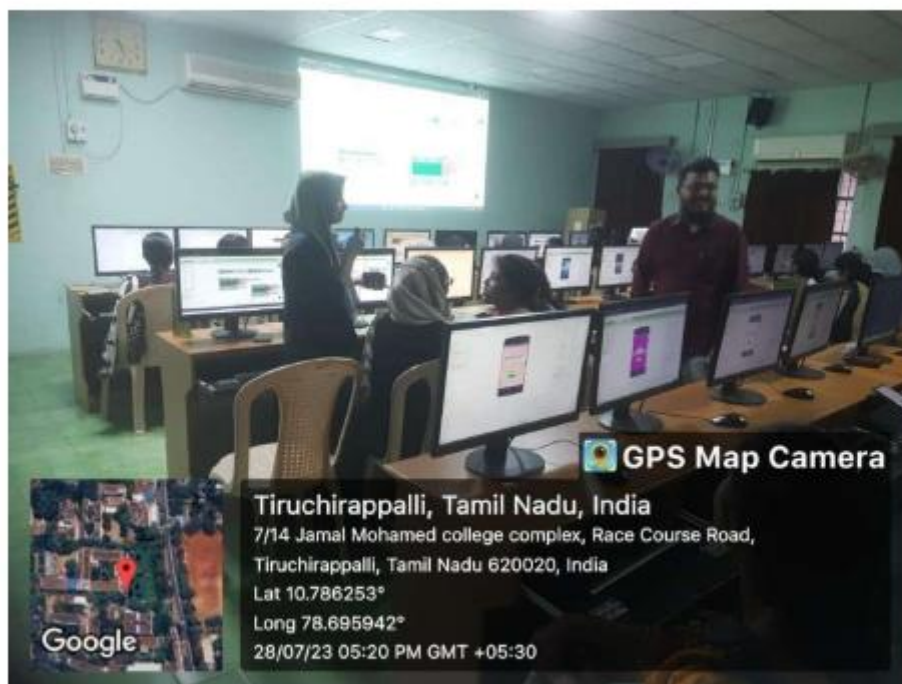 GPS Map Camera
Tiruchirappalli, Tamil Nadu, India
7/14 Jamal Mohamed college complex, Race Course Road,
Tiruchirappalli, Tamil Nadu 620020, India
Lat 10.786253°
Long 78.695942°
28/07/23 05:20 PM GMT +05:30
Google